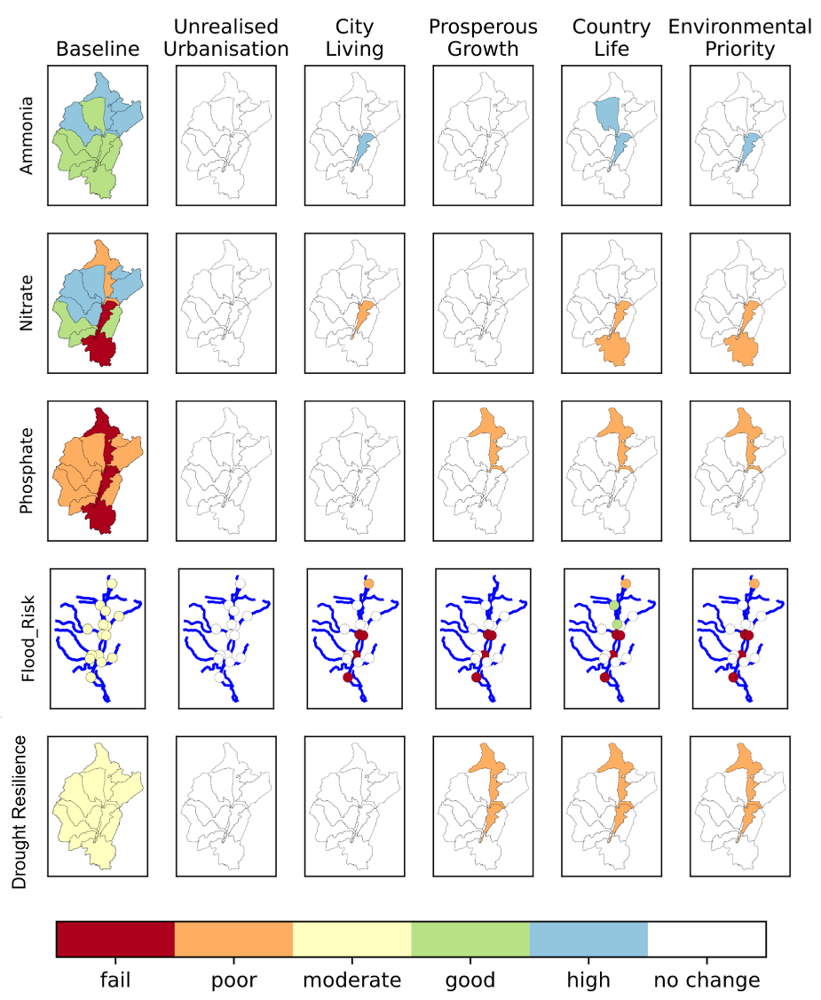 Baseline
Unrealised
Urbanisation
City
Living
Prosperous
Growth
Country
Life
Environmental
Priority
Ammonia
Nitrate
Phosphate
Flood_Risk
Drought Resilience
fail
poor
moderate
good
high
no change